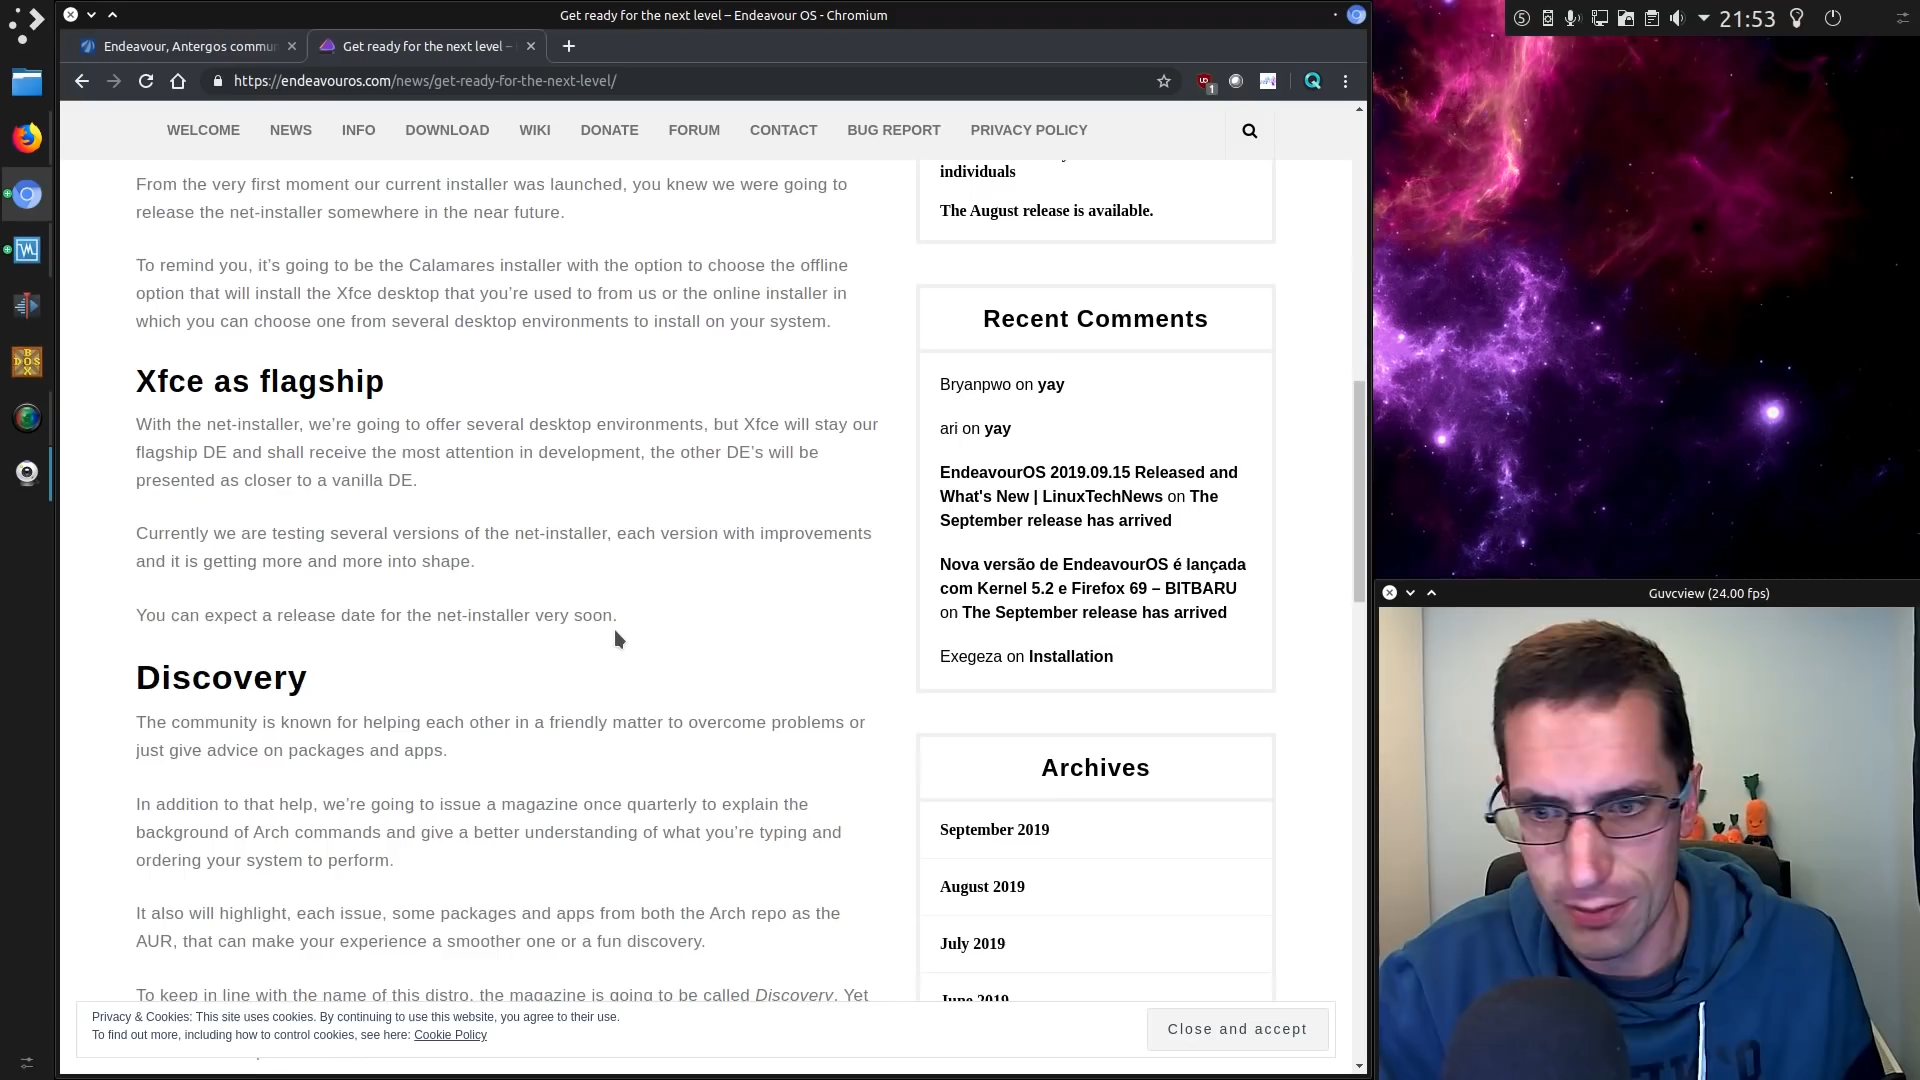 Get ready for the next level – Endeavour OS - Chromium
21:53
Endeavour, Antergos commun
Get ready for the next level –
https://endeavouros.com/news/get-ready-for-the-next-level/
1
WELCOME NEWS INFO DOWNLOAD WIKI DONATE FORUM CONTACT BUG REPORT PRIVACY POLICY
From the very first moment our current installer was launched, you knew we were going to
release the net-installer somewhere in the near future.
To remind you, it’s going to be the Calamares installer with the option to choose the offline
option that will install the Xfce desktop that you’re used to from us or the online installer in
which you can choose one from several desktop environments to install on your system.
Xfce as flagship
With the net-installer, we’re going to offer several desktop environments, but Xfce will stay our
flagship DE and shall receive the most attention in development, the other DE’s will be
presented as closer to a vanilla DE.
Currently we are testing several versions of the net-installer, each version with improvements
and it is getting more and more into shape.
You can expect a release date for the net-installer very soon.
Discovery
The community is known for helping each other in a friendly matter to overcome problems or
just give advice on packages and apps.
In addition to that help, we’re going to issue a magazine once quarterly to explain the
background of Arch commands and give a better understanding of what you’re typing and
ordering your system to perform.
It also will highlight, each issue, some packages and apps from both the Arch repo as the
AUR, that can make your experience a smoother one or a fun discovery.
To keep in line with the name of this distro, the magazine is going to be called Discovery. Yet
individuals
The August release is available.
Recent Comments
Bryanpwo on yay
ari on yay
EndeavourOS 2019.09.15 Released and
What's New | LinuxTechNews on The
September release has arrived
Nova versão de EndeavourOS é lançada
com Kernel 5.2 e Firefox 69 – BITBARU
on The September release has arrived
Exegeza on Installation
Archives
September 2019
August 2019
July 2019
June 2019
Privacy & Cookies: This site uses cookies. By continuing to use this website, you agree to their use.
To find out more, including how to control cookies, see here: Cookie Policy
Close and accept
Guvcview (24.00 fps)